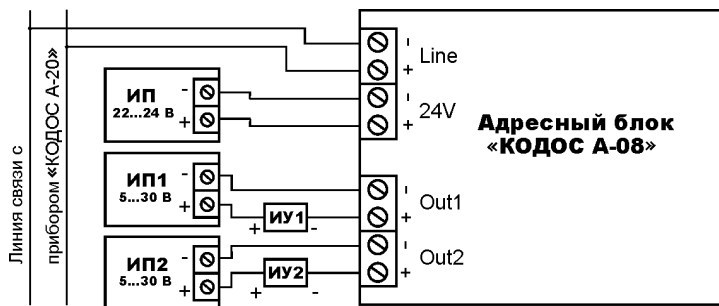 Линия связи с
прибором «КОДОС А-20»
ИП
22...24 В
-
+
ИП1
5...30 В
-
+
ИУ1
+ -
ИП2
5...30 В
-
+
ИУ2
+ -
-
+
Line
-
+
24V
-
+
Out1
-
+
Out2
Адресный блок
«КОДОС А-08»